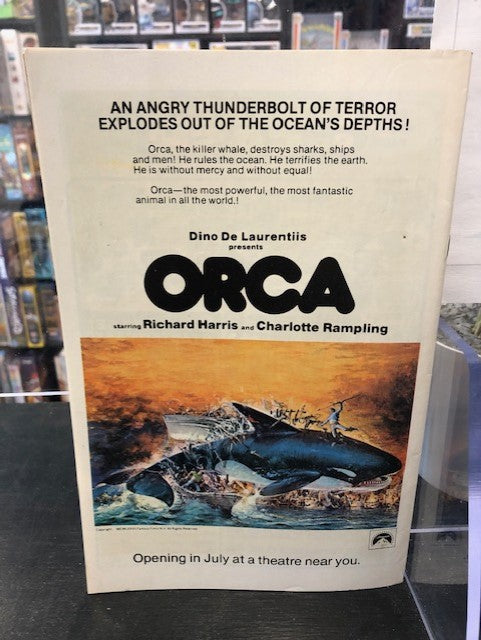 AN ANGRY THUNDERBOLT OF TERROR
EXPLODES OUT OF THE OCEAN'S DEPTHS!
Orca, the killer whale, destroys sharks, ships
and men! He rules the ocean. He terrifies the earth.
He is without mercy and without equal!
Orca—the most powerful, the most fantastic
animal in all the world.!
Dino De Laurentiis
presents
ORCA
starring Richard Harris and Charlotte Rampling
Opening in July at a theatre near you.